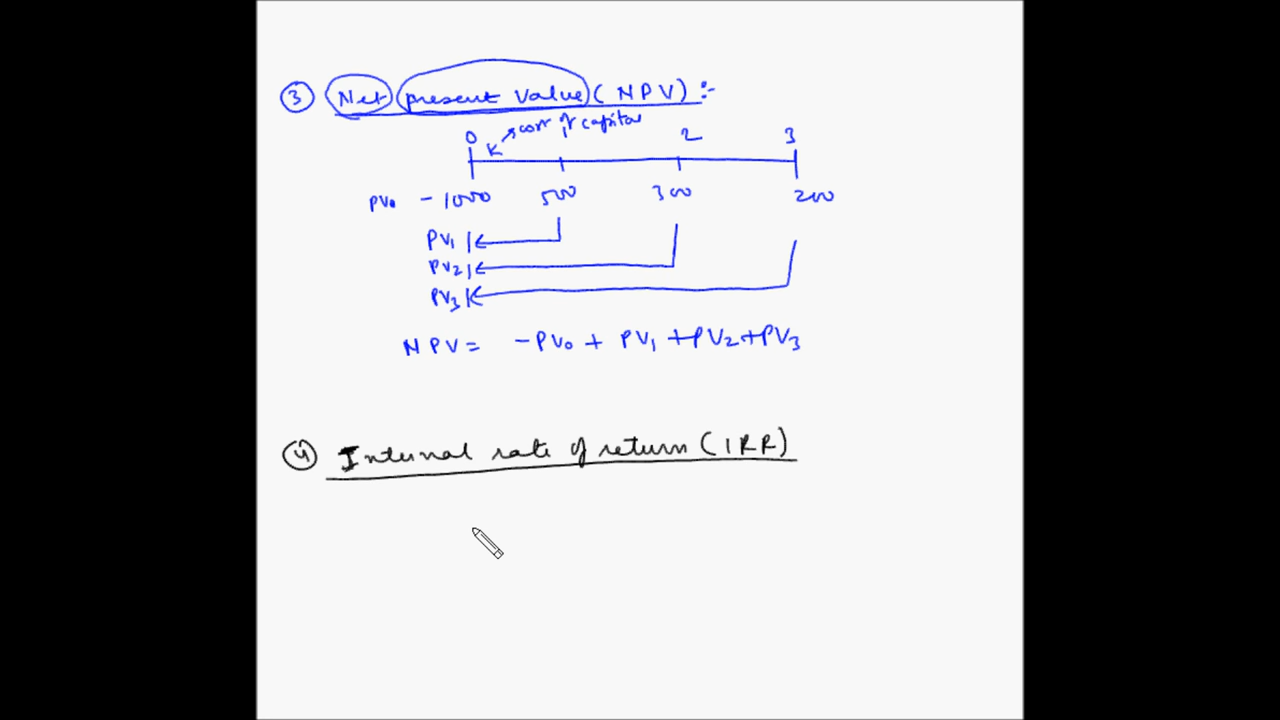 ③ Net present value (NPV) :-
K → cost of capital
0 1 2 3
PV₀ -1000 500 300 200
PV₁
PV₂
PV₃
NPV = -PV₀ + PV₁ + PV₂ + PV₃
④ Internal rate of return (IRR)